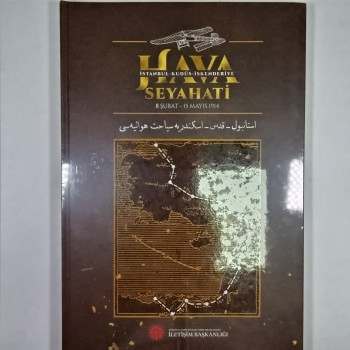 HAVA
İSTANBUL-KUDÜS-İSKENDERİYE
SEYAHATİ
8 ŞUBAT - 15 MAYIS 1914
استانبول - قدس - اسكندريه سياحت هوائيه‌سی
İLETİŞİM BAŞKANLIĞI